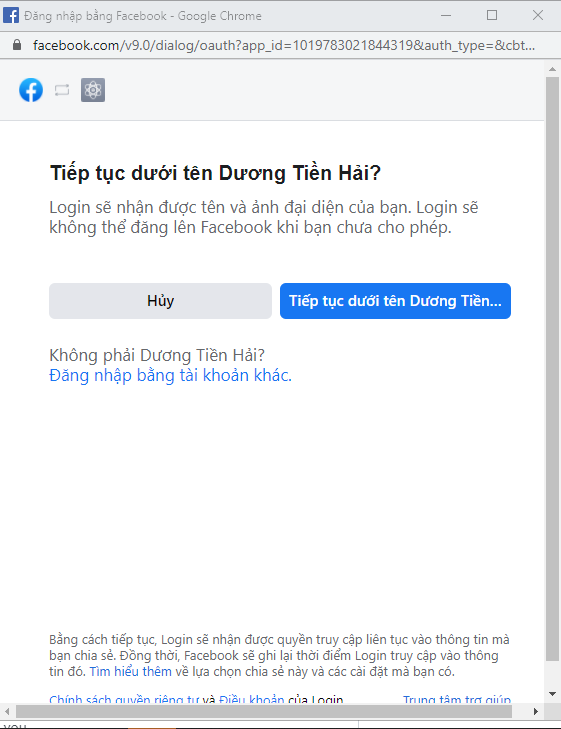 Đăng nhập bằng Facebook - Google Chrome
facebook.com/v9.0/dialog/oauth?app_id=1019783021844319&auth_type=&cbt...
Tiếp tục dưới tên Dương Tiền Hải?
Login sẽ nhận được tên và ảnh đại diện của bạn. Login sẽ
không thể đăng lên Facebook khi bạn chưa cho phép.
Hủy
Tiếp tục dưới tên Dương Tiền...
Không phải Dương Tiền Hải?
Đăng nhập bằng tài khoản khác.
Bằng cách tiếp tục, Login sẽ nhận được quyền truy cập liên tục vào thông tin mà
bạn chia sẻ. Đồng thời, Facebook sẽ ghi lại thời điểm Login truy cập vào thông
tin đó. Tìm hiểu thêm về lựa chọn chia sẻ này và các cài đặt mà bạn có.
Chính sách quyền riêng tư và Điều khoản của Login
Trung tâm trợ giúp